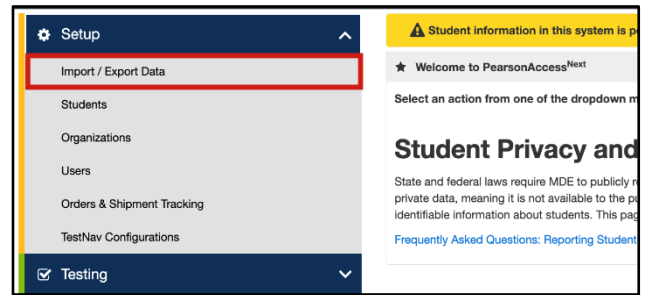 Setup
Import / Export Data
Students
Organizations
Users
Orders & Shipment Tracking
TestNav Configurations
Testing
Student information in this system is
Welcome to PearsonAccessNext
Select an action from one of the dropdown
Student Privacy and
State and federal laws require MDE to publicly
private data, meaning it is not available to the
identifiable information about students. This
Frequently Asked Questions: Reporting Student